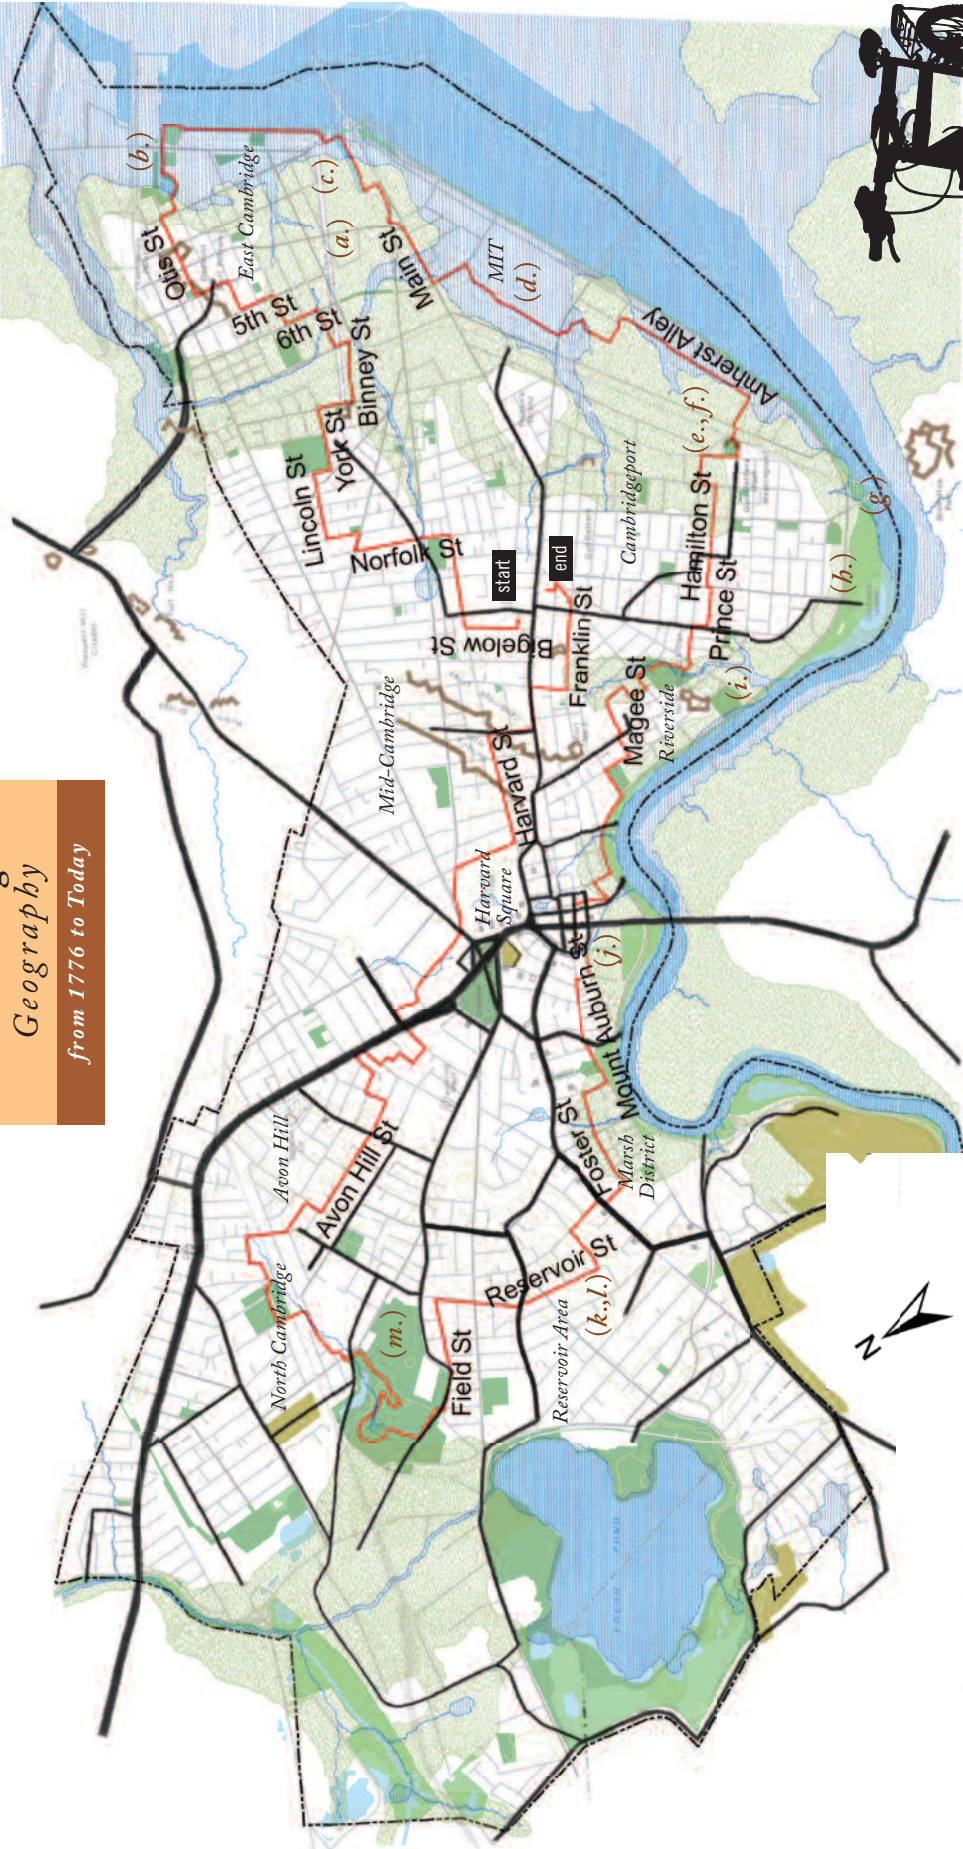 Geography
from 1776 to Today
(b.)
East Cambridge
(c.)
(a.)
Otis St
5th St
6th St
Main St
MIT
(d.)
Binney St
York St
Lincoln St
Norfolk St
Amherst Alley
(e.,f.)
Cambridgeport
(g.)
Hamilton St
start
end
(h.)
Bigelow St
Franklin St
Prince St
Magee St
(i.)
Riverside
Mid-Cambridge
Harvard St
Harvard
Square
(j.)
Mount Auburn St
Foster St
Marsh
District
Avon Hill
Avon Hill St
North Cambridge
Reservoir St
(k.,l.)
Reservoir Area
(m.)
Field St
FRESH POND
N